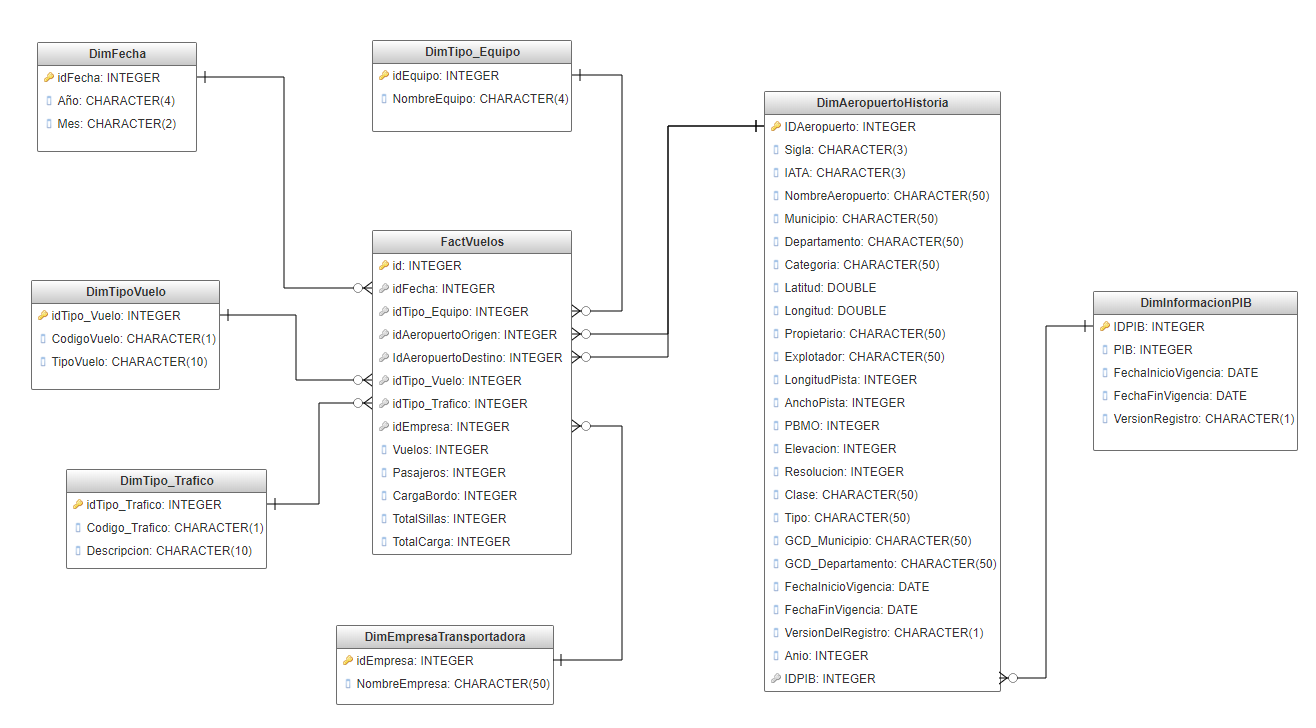 DimFecha
idFecha: INTEGER
Año: CHARACTER(4)
Mes: CHARACTER(2)
DimTipo_Equipo
idEquipo: INTEGER
NombreEquipo: CHARACTER(4)
DimAeropuertoHistoria
IDAeropuerto: INTEGER
Sigla: CHARACTER(3)
IATA: CHARACTER(3)
NombreAeropuerto: CHARACTER(50)
Municipio: CHARACTER(50)
Departamento: CHARACTER(50)
Categoria: CHARACTER(50)
Latitud: DOUBLE
Longitud: DOUBLE
Propietario: CHARACTER(50)
Explotador: CHARACTER(50)
LongitudPista: INTEGER
AnchoPista: INTEGER
PBMO: INTEGER
Elevacion: INTEGER
Resolucion: INTEGER
Clase: CHARACTER(50)
Tipo: CHARACTER(50)
GCD_Municipio: CHARACTER(50)
GCD_Departamento: CHARACTER(50)
FechaInicioVigencia: DATE
FechaFinVigencia: DATE
VersionDelRegistro: CHARACTER(1)
Anio: INTEGER
IDPIB: INTEGER
FactVuelos
id: INTEGER
idFecha: INTEGER
idTipo_Equipo: INTEGER
idAeropuertoOrigen: INTEGER
IdAeropuertoDestino: INTEGER
idTipo_Vuelo: INTEGER
idTipo_Trafico: INTEGER
idEmpresa: INTEGER
Vuelos: INTEGER
Pasajeros: INTEGER
CargaBordo: INTEGER
TotalSillas: INTEGER
TotalCarga: INTEGER
DimTipoVuelo
idTipo_Vuelo: INTEGER
CodigoVuelo: CHARACTER(1)
TipoVuelo: CHARACTER(10)
DimInformacionPIB
IDPIB: INTEGER
PIB: INTEGER
FechaInicioVigencia: DATE
FechaFinVigencia: DATE
VersionRegistro: CHARACTER(1)
DimTipo_Trafico
idTipo_Trafico: INTEGER
Codigo_Trafico: CHARACTER(1)
Descripcion: CHARACTER(10)
DimEmpresaTransportadora
idEmpresa: INTEGER
NombreEmpresa: CHARACTER(50)